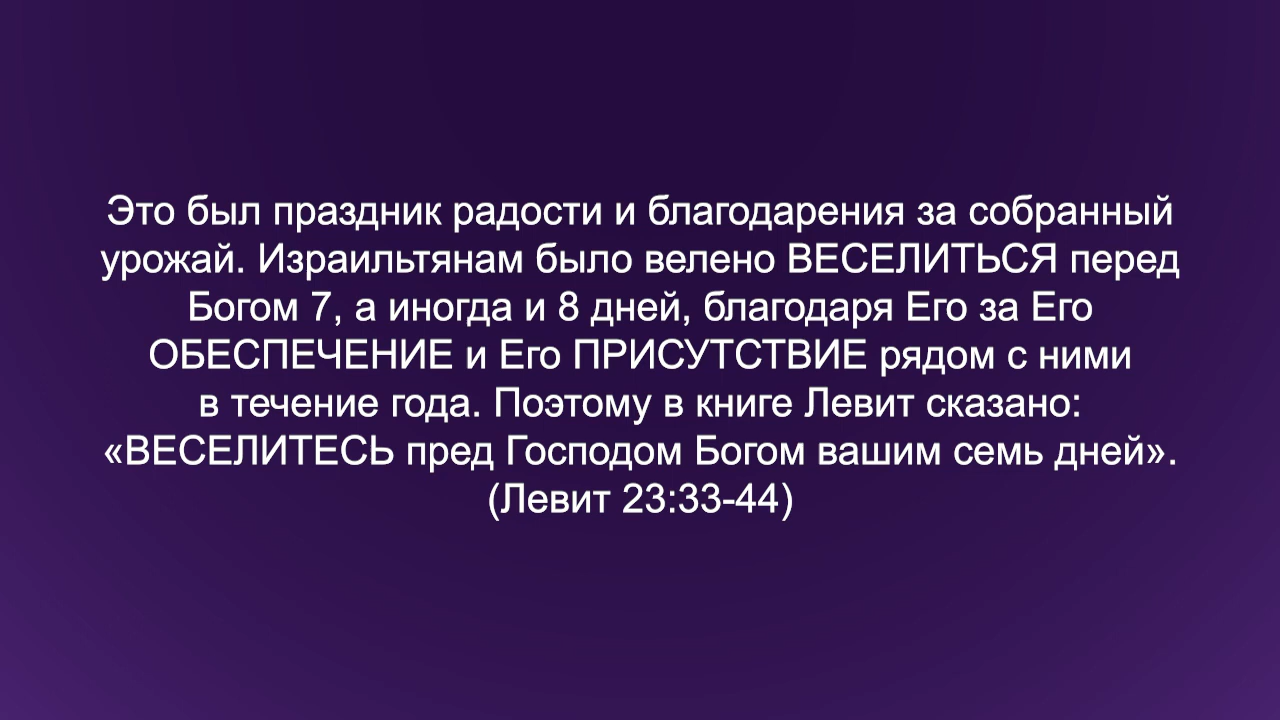 Это был праздник радости и благодарения за собранный
урожай. Израильтянам было велено ВЕСЕЛИТЬСЯ перед
Богом 7, а иногда и 8 дней, благодаря Его за Его
ОБЕСПЕЧЕНИЕ и Его ПРИСУТСТВИЕ рядом с ними
в течение года. Поэтому в книге Левит сказано:
«ВЕСЕЛИТЕСЬ пред Господом Богом вашим семь дней».
(Левит 23:33-44)